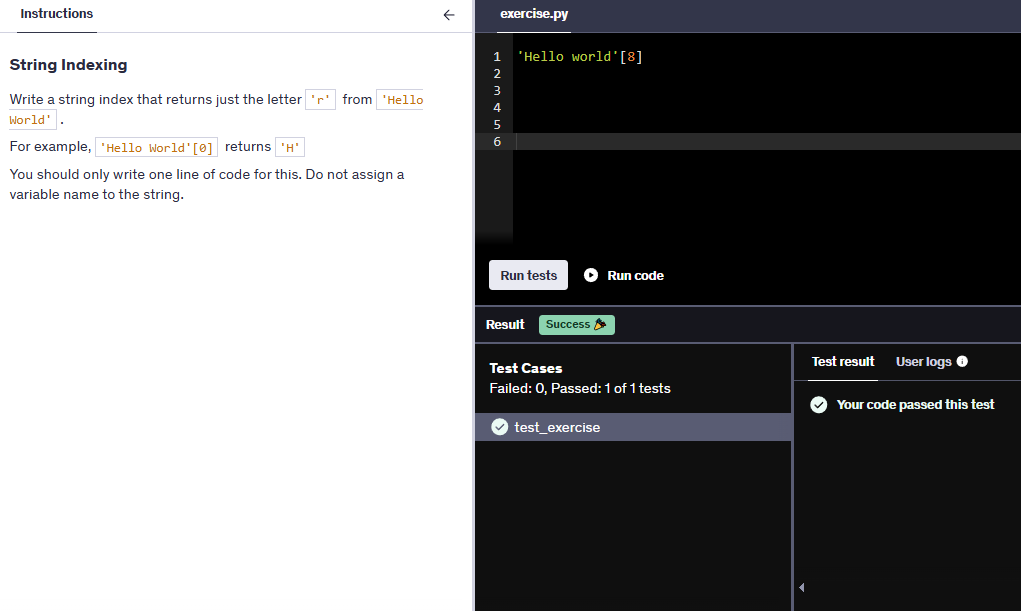 Instructions
String Indexing
Write a string index that returns just the letter 'r' from 'Hello
World' .
For example, 'Hello World'[0] returns 'H'
You should only write one line of code for this. Do not assign a
variable name to the string.
exercise.py
1 'Hello world'[8]
2
3
4
5
6
Run tests Run code
Result Success
Test Cases
Failed: 0, Passed: 1 of 1 tests
test_exercise
Test result User logs
Your code passed this test